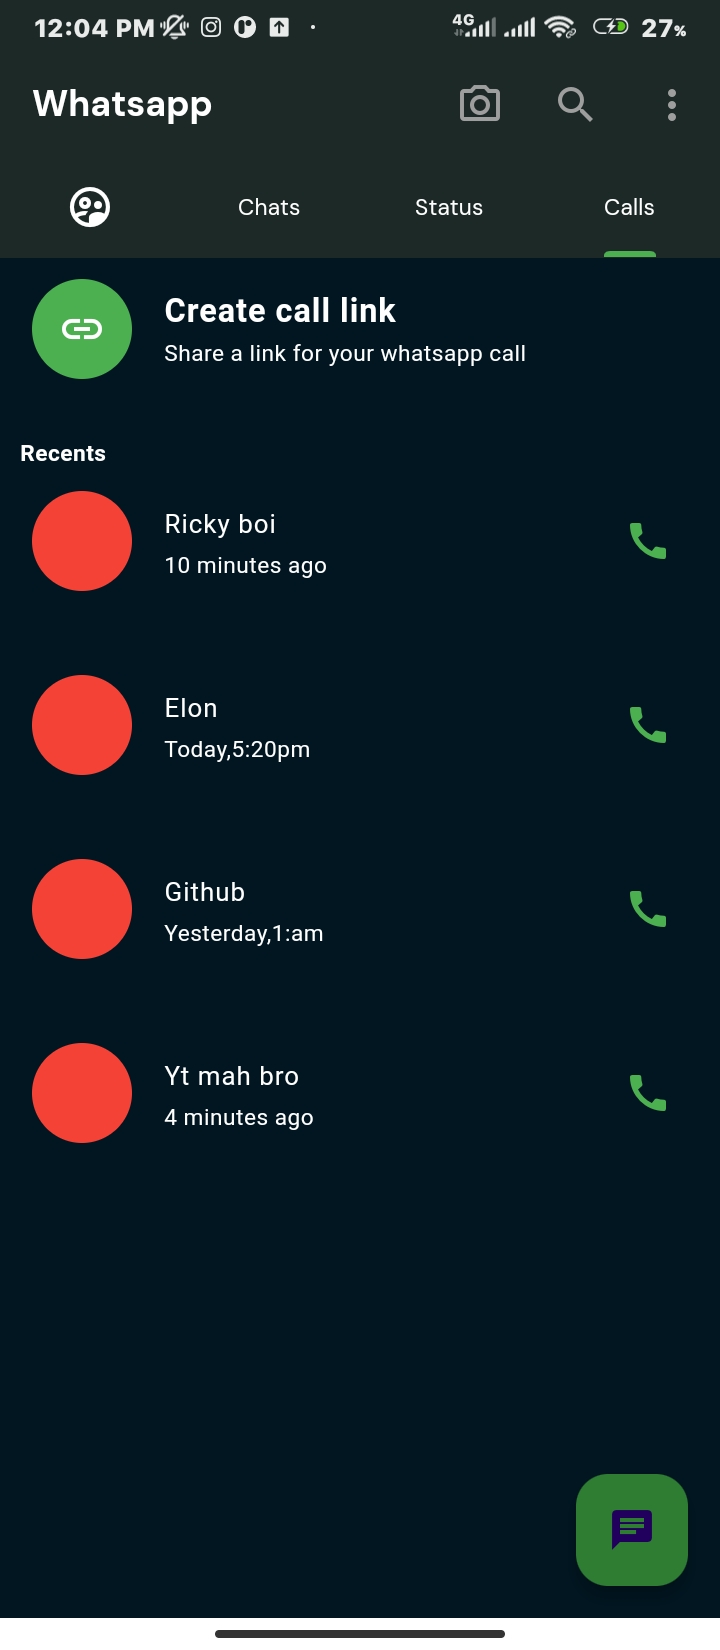 12:04 PM 4G 27%
Whatsapp
Chats Status Calls
Create call link
Share a link for your whatsapp call
Recents
Ricky boi
10 minutes ago
Elon
Today,5:20pm
Github
Yesterday,1:am
Yt mah bro
4 minutes ago